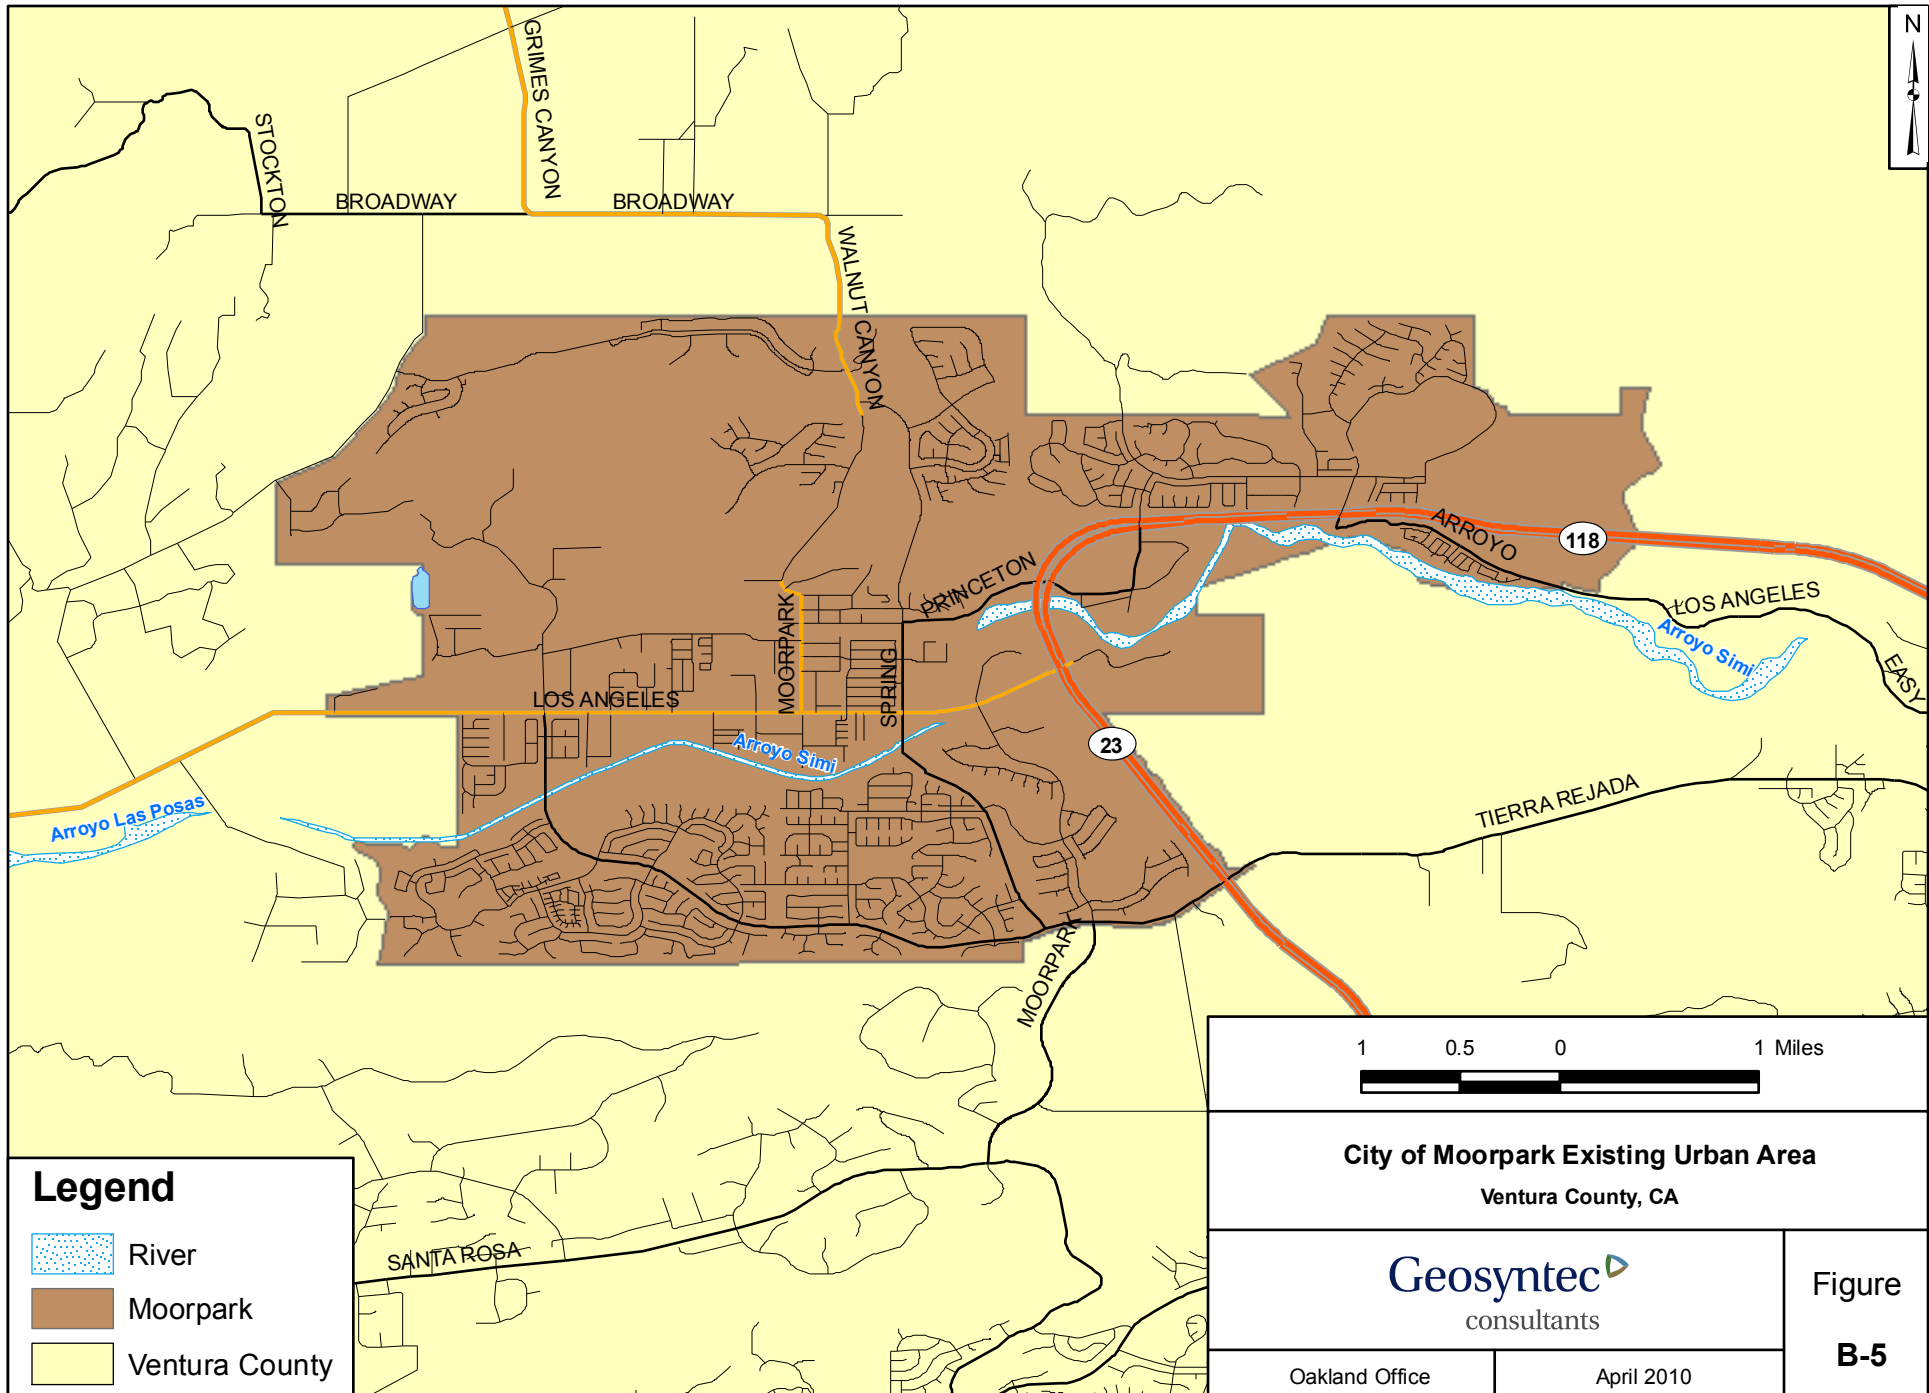 N
GRIMES CANYON
STOCKTON
BROADWAY
BROADWAY
WALNUT CANYON
ARROYO
118
PRINCETON
MOORPARK
SPRING
LOS ANGELES
LOS ANGELES
Arroyo Simi
EASY
Arroyo Simi
23
Arroyo Las Posas
TIERRA REJADA
MOORPARK
SANTA ROSA
1 0.5 0 1 Miles
City of Moorpark Existing Urban Area
Ventura County, CA
Geosyntec
consultants
Figure
B-5
Oakland Office
April 2010
Legend
River
Moorpark
Ventura County